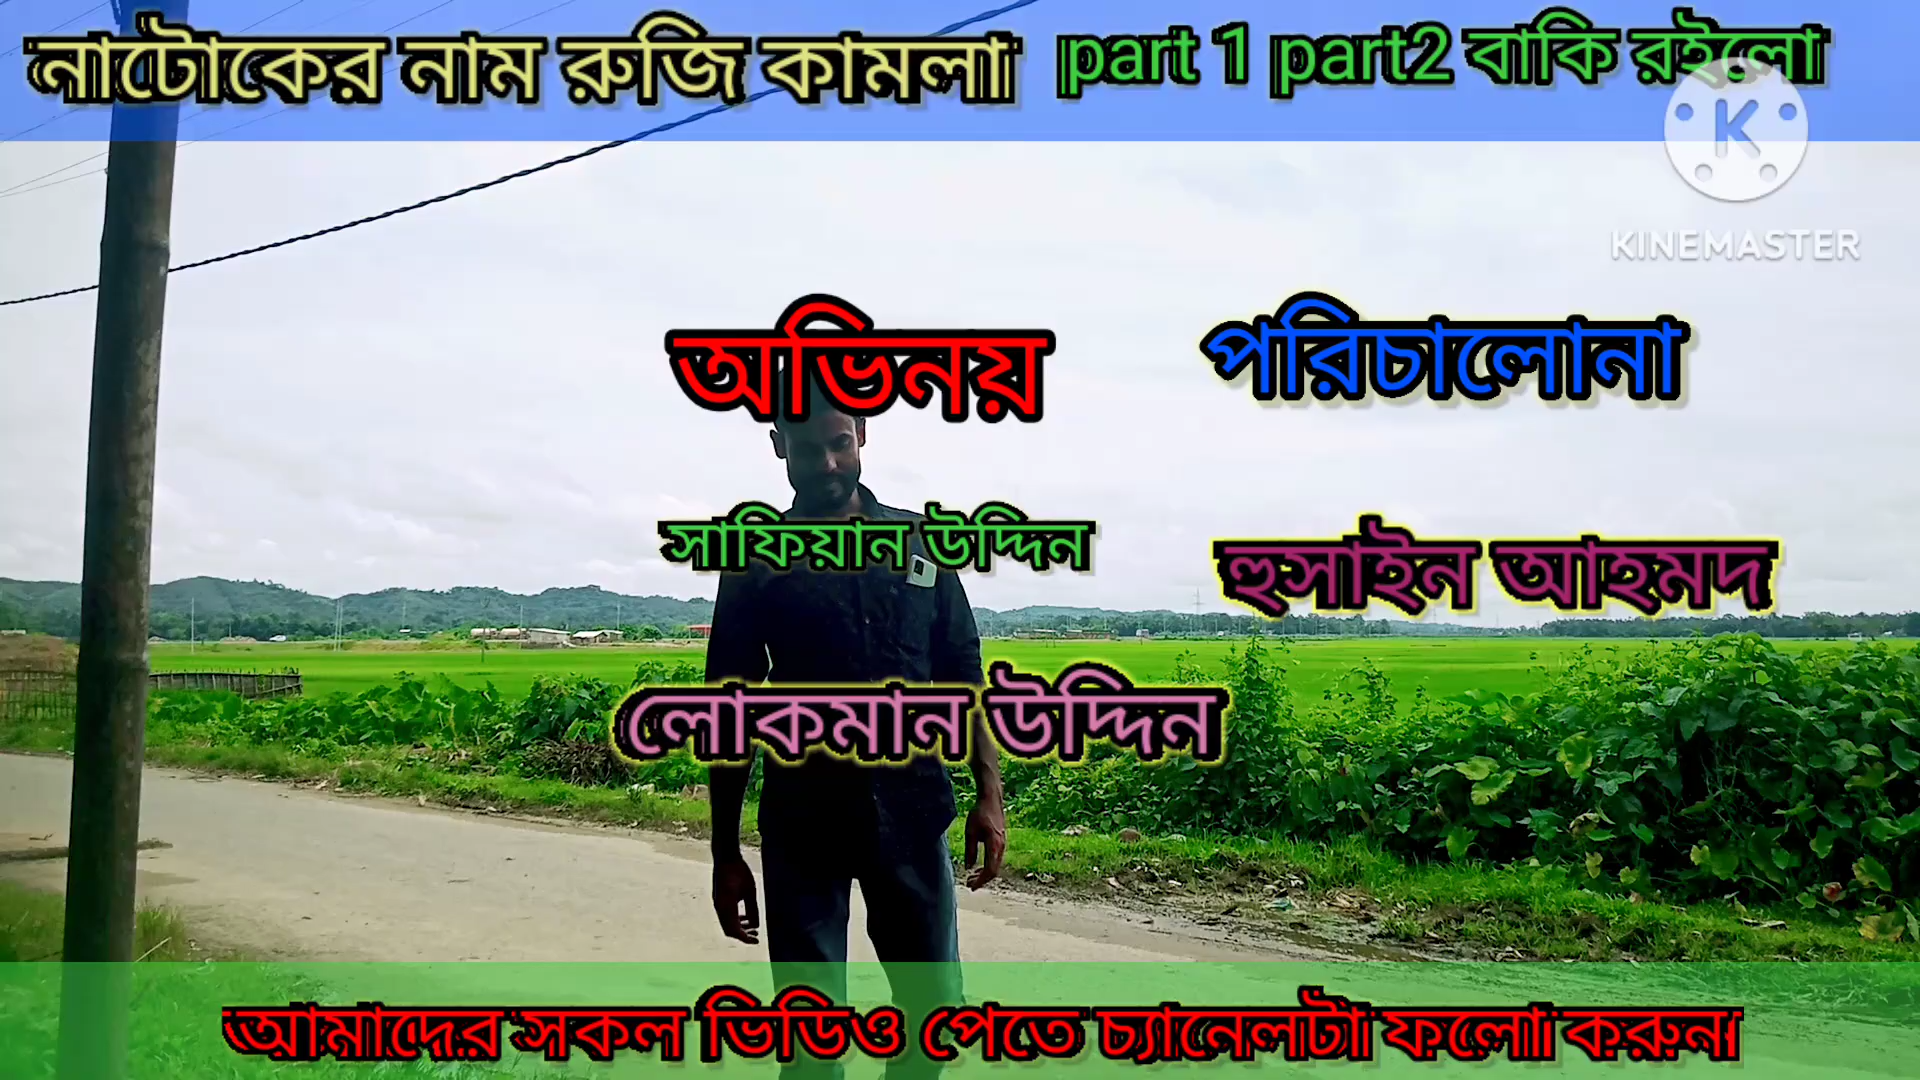 নাটোকের নাম রুজি কামলা part 1 part2 বাকি রইলো
KINEMASTER
অভিনয় পরিচালোনা
সাফিয়ান উদ্দিন হুসাইন আহমদ
লোকমান উদ্দিন
আমাদের সকল ভিডিও পেতে চ্যানেলটা ফলো করুন।